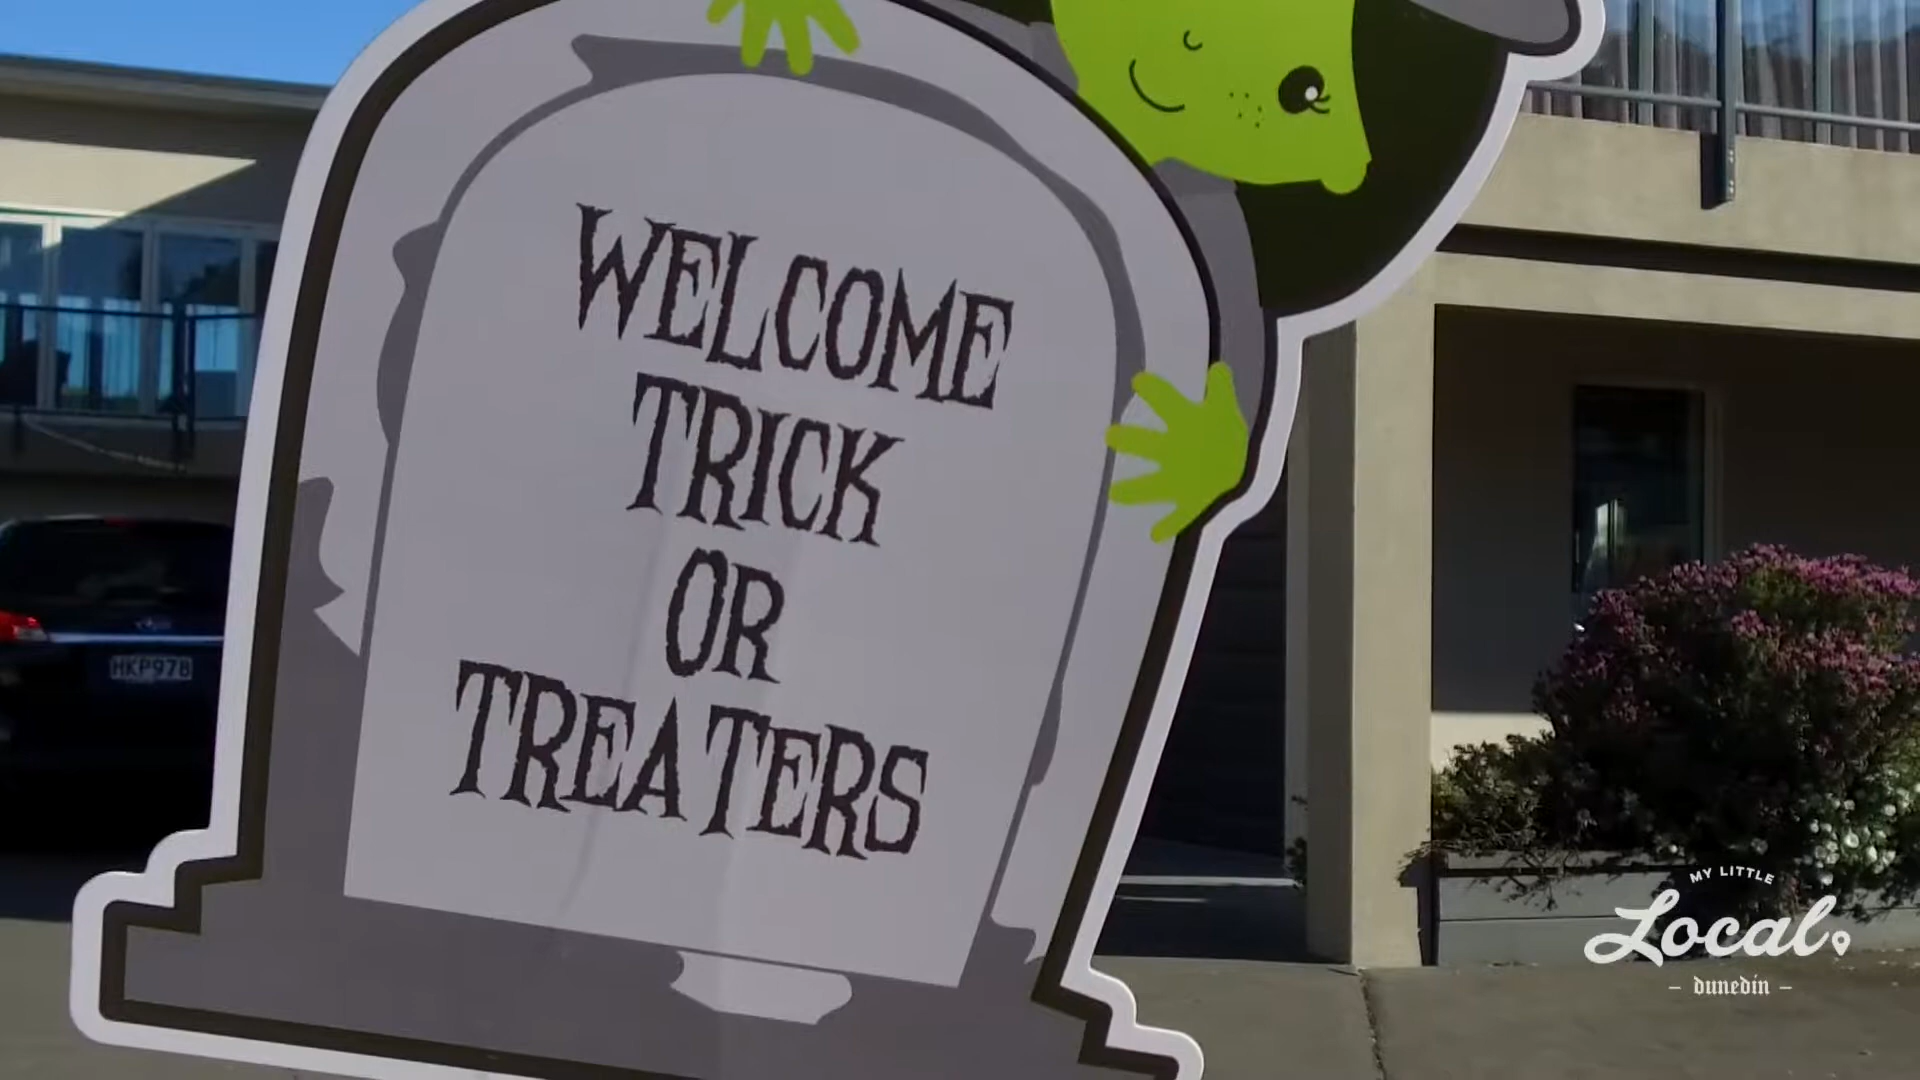 WELCOME
TRICK
OR
TREATERS
HKP978
MY LITTLE
Local
- dunedin -